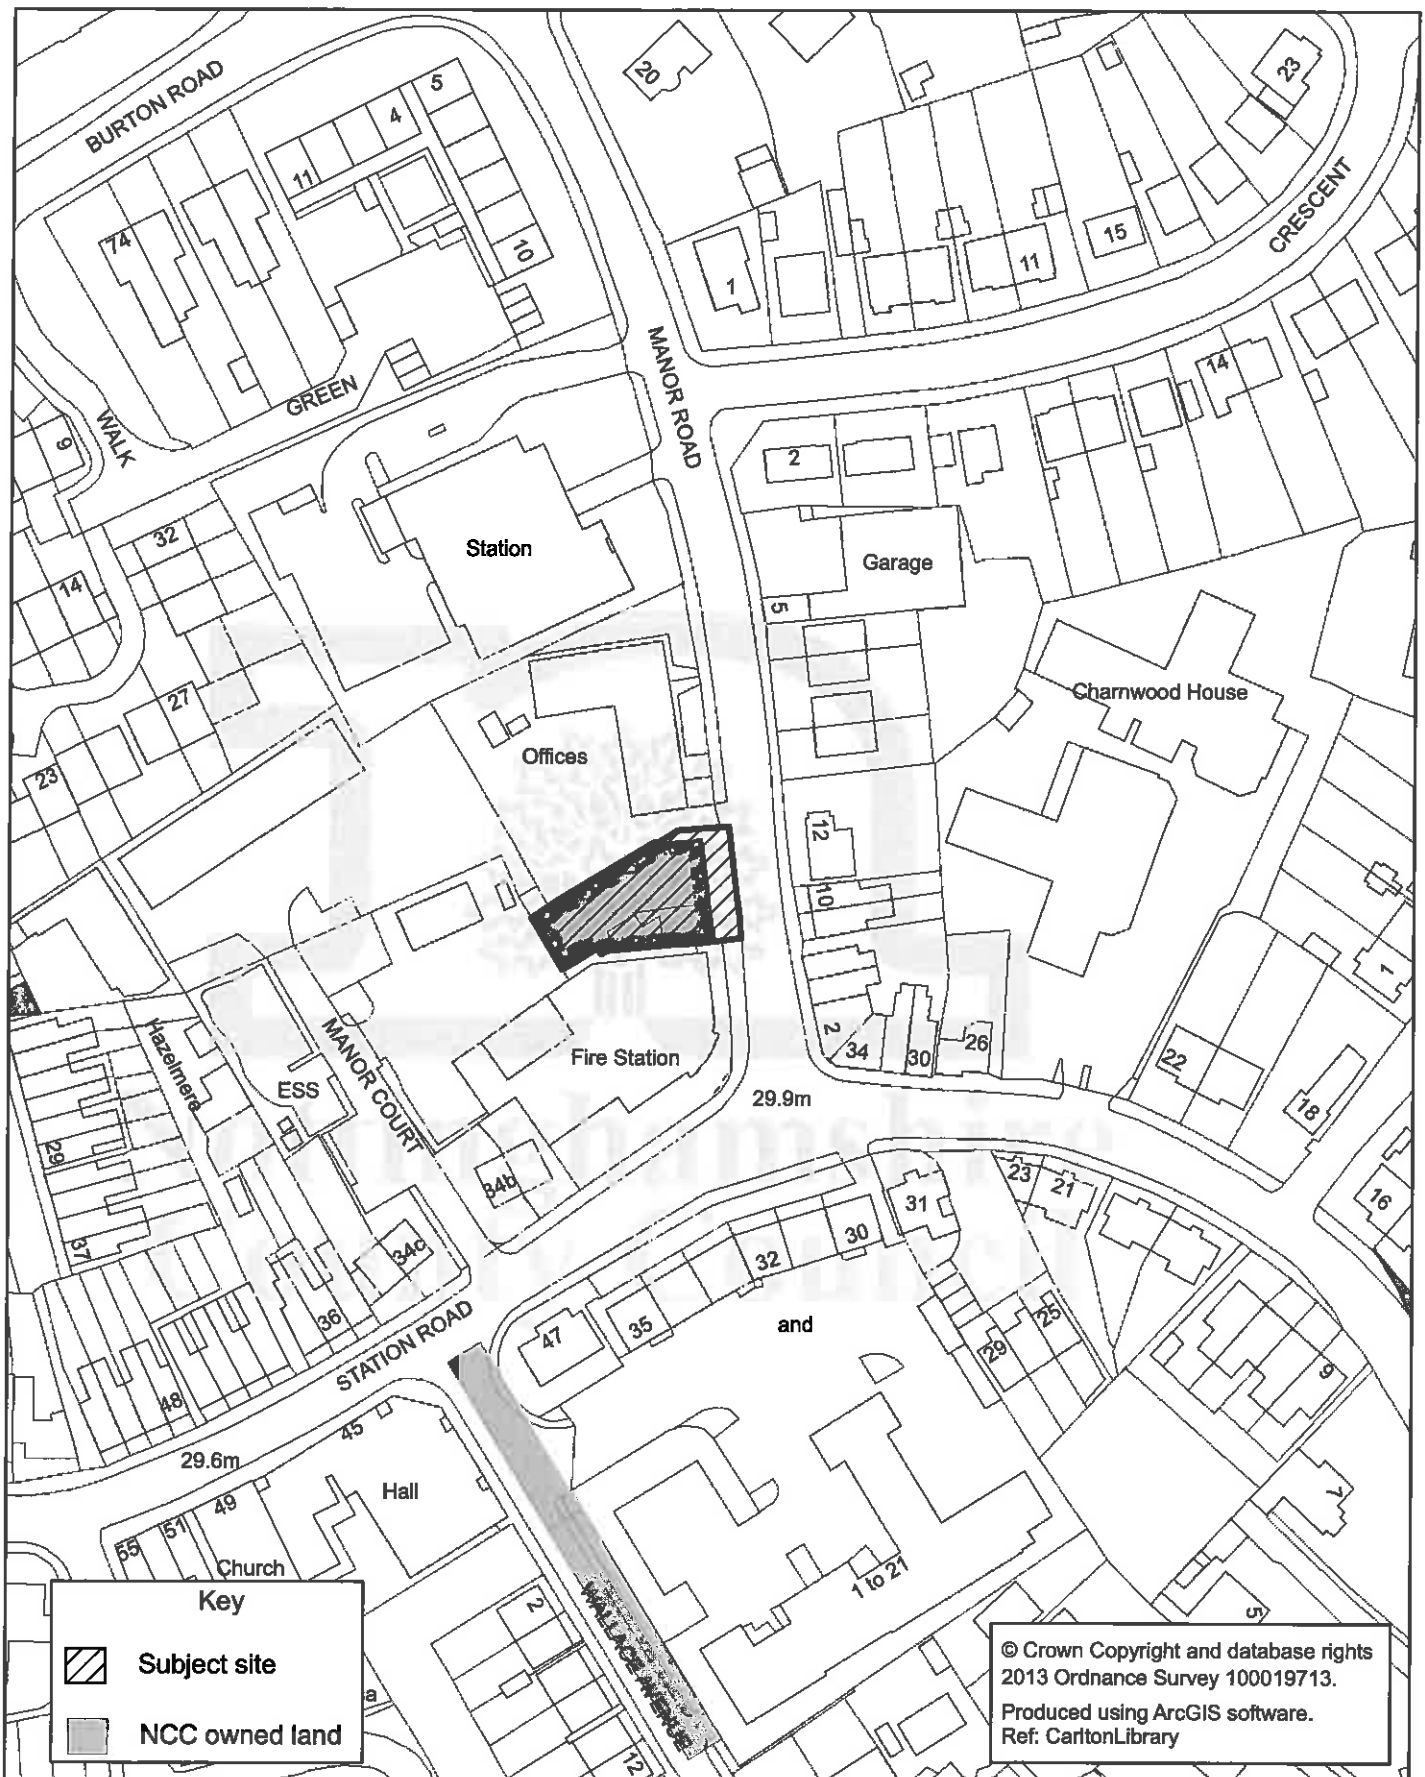 BURTON ROAD
20
23
5
4
11
74
10
1
11
15
CRESCENT
MANOR ROAD
GREEN
WALK
9
14
2
32
Station
Garage
14
5
27
Charnwood House
Offices
23
12
10
1
Hazelmere
MANOR COURT
Fire Station
ESS
2
34
30
26
22
18
29.9m
29
34b
31
23
21
16
37
34c
32
30
36
STATION ROAD
47
35
and
29
25
9
48
45
29.6m
Hall
49
51
55
Church
7
1 to 21
2
WALLACE AVENUE
5
12
Nottinghamshire
County Council
Key
Subject site
NCC owned land
© Crown Copyright and database rights
2013 Ordnance Survey 100019713.
Produced using ArcGIS software.
Ref: CarltonLibrary